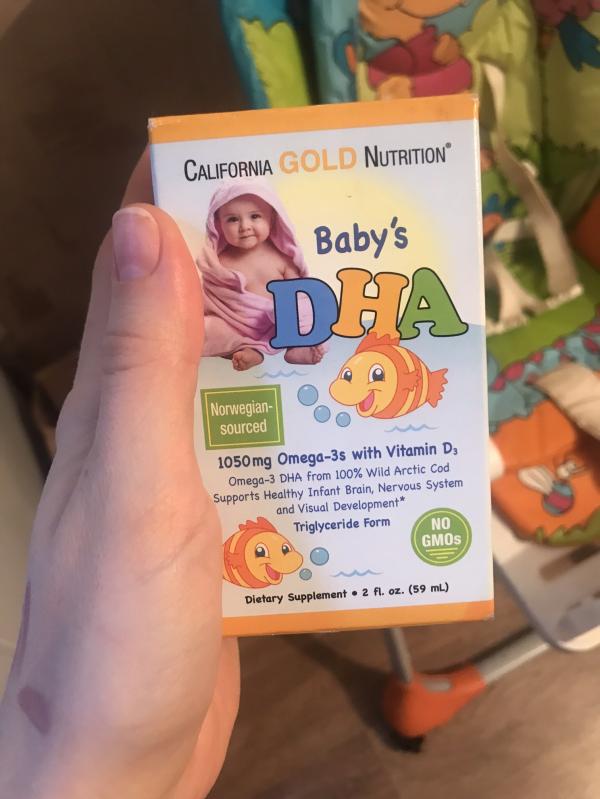 CALIFORNIA GOLD NUTRITION®
Baby's
DHA
Norwegian-
sourced
1050mg Omega-3s with Vitamin D₃
Omega-3 DHA from 100% Wild Arctic Cod
Supports Healthy Infant Brain, Nervous System
and Visual Development*
Triglyceride Form
NO
GMOs
Dietary Supplement • 2 fl. oz. (59 mL)